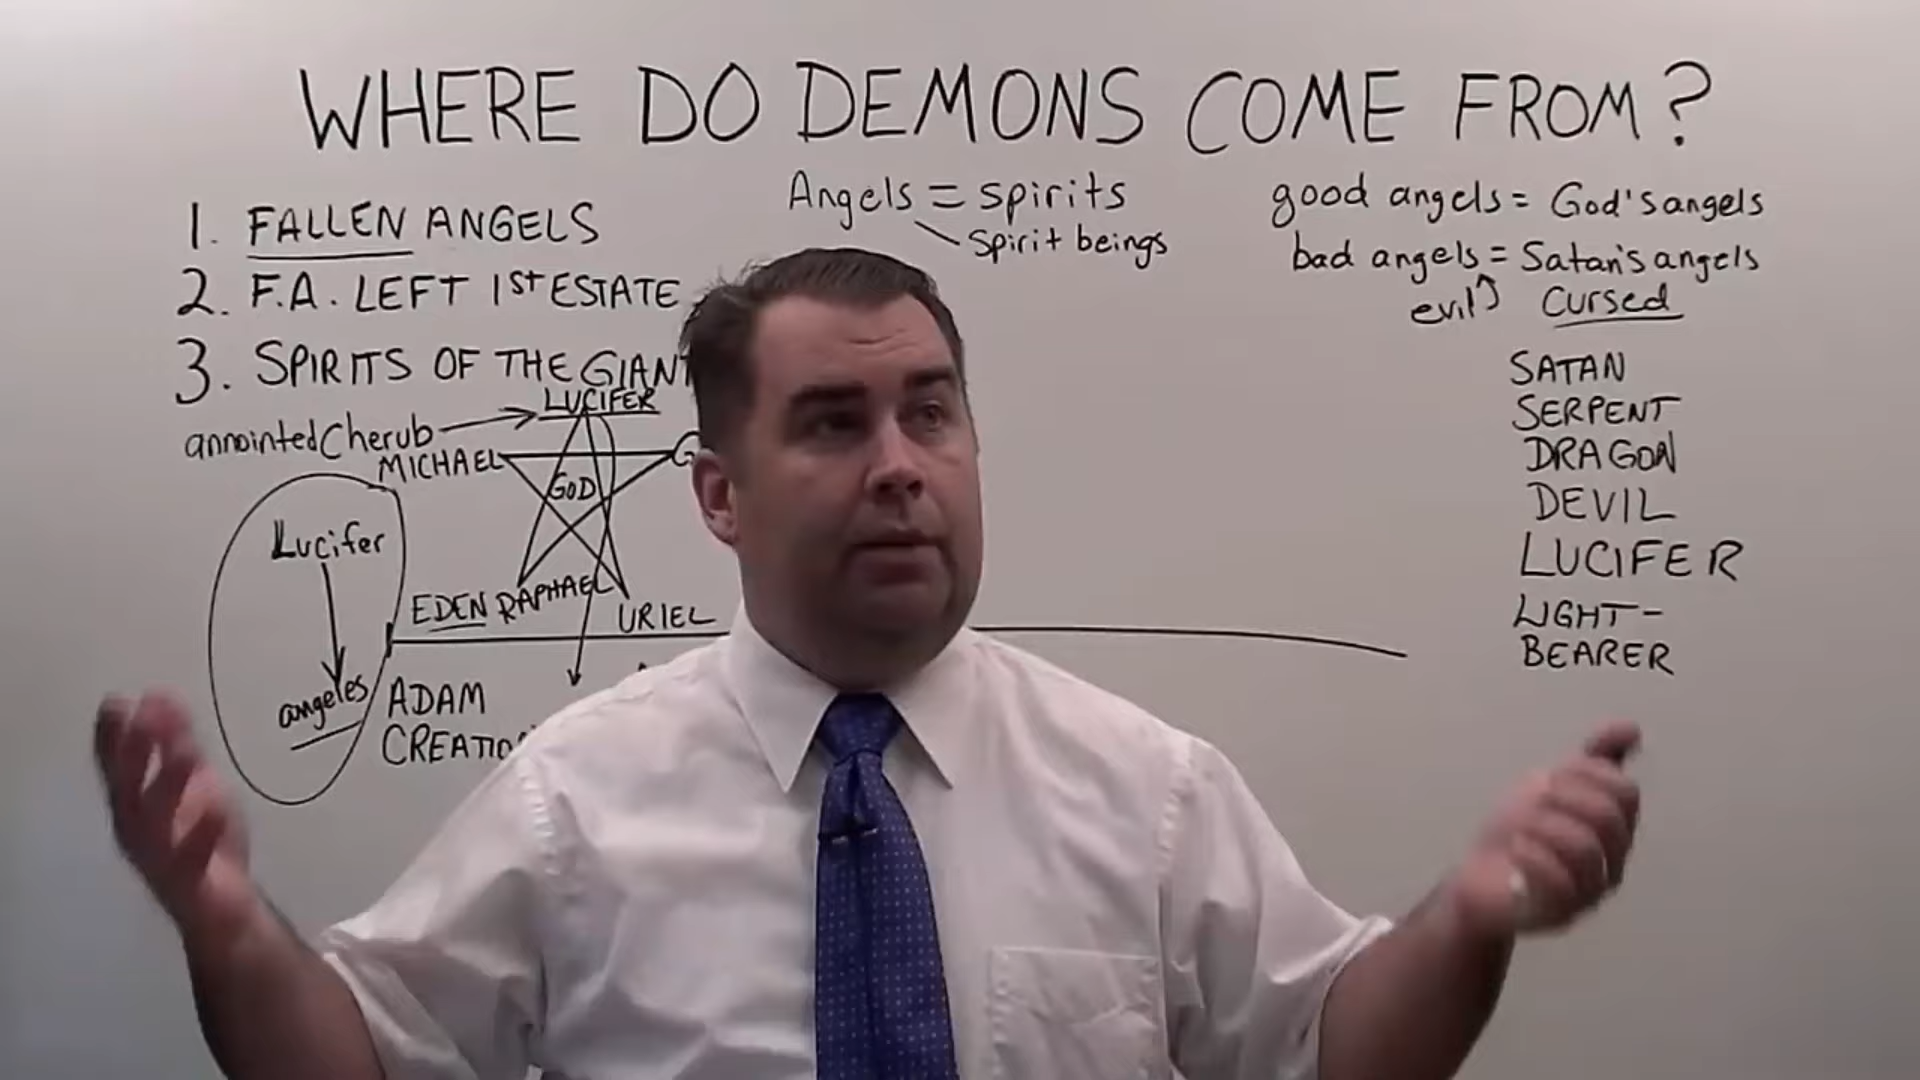 WHERE DO DEMONS COME FROM?
1. FALLEN ANGELS
2. F.A. LEFT 1ST ESTATE
3. SPIRITS OF THE GIANT
Angels = spirits
Spirit beings
good angels = God's angels
bad angels = Satan's angels
evil Cursed
SATAN
SERPENT
DRAGON
DEVIL
LUCIFER
LIGHT-
BEARER
LUCIFER
annointed Cherub
MICHAEL
G
GOD
EDEN RAPHAEL
URIEL
Lucifer
angeles
ADAM
CREATIO